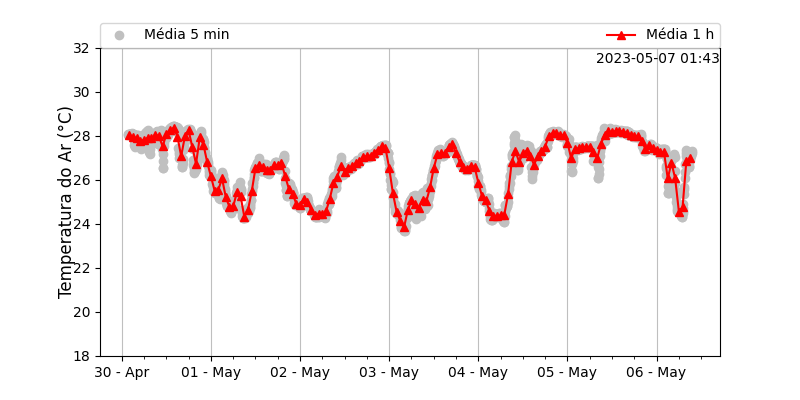 Média 5 min
Média 1 h
2023-05-07 01:43
Temperatura do Ar (°C)
32
30
28
26
24
22
20
18
30 - Apr
01 - May
02 - May
03 - May
04 - May
05 - May
06 - May